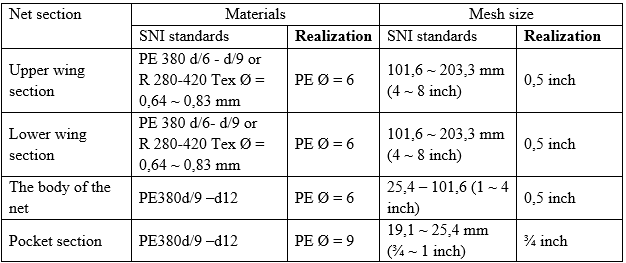 Net section Materials Mesh size
SNI standards Realization SNI standards Realization
Upper wing section PE 380 d/6 - d/9 or R 280-420 Tex Ø = 0,64 ~ 0,83 mm PE Ø = 6 101,6 ~ 203,3 mm (4 ~ 8 inch) 0,5 inch
Lower wing section PE 380 d/6- d/9 or R 280-420 Tex Ø = 0,64 ~ 0,83 mm PE Ø = 6 101,6 ~ 203,3 mm (4 ~ 8 inch) 0,5 inch
The body of the net PE380d/9 –d12 PE Ø = 6 25,4 – 101,6 (1 ~ 4 inch) 0,5 inch
Pocket section PE380d/9 –d12 PE Ø = 9 19,1 ~ 25,4 mm (¾ ~ 1 inch) ¾ inch